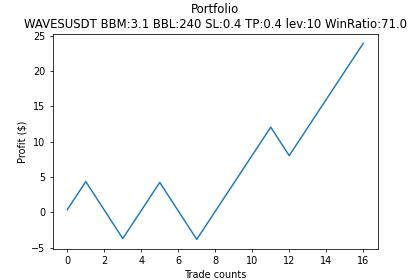 Portfolio
WAVESUSDT BBM:3.1 BBL:240 SL:0.4 TP:0.4 lev:10 WinRatio:71.0
25
20
15
10
5
0
−5
Profit ($)
0 2 4 6 8 10 12 14 16
Trade counts